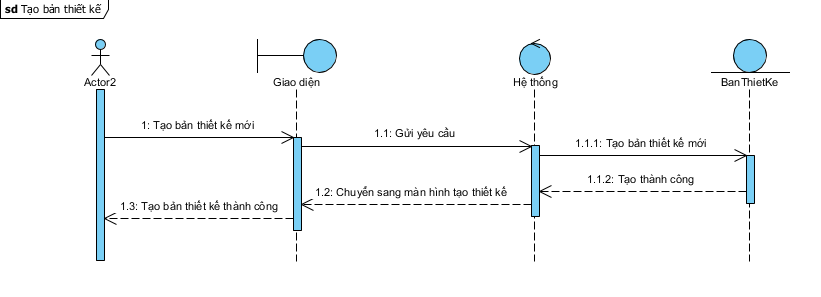 sd Tạo bản thiết kế
Actor2
Giao diện
Hệ thống
BanThietKe
1: Tạo bản thiết kế mới
1.1: Gửi yêu cầu
1.1.1: Tạo bản thiết kế mới
1.1.2: Tạo thành công
1.2: Chuyển sang màn hình tạo thiết kế
1.3: Tạo bản thiết kế thành công